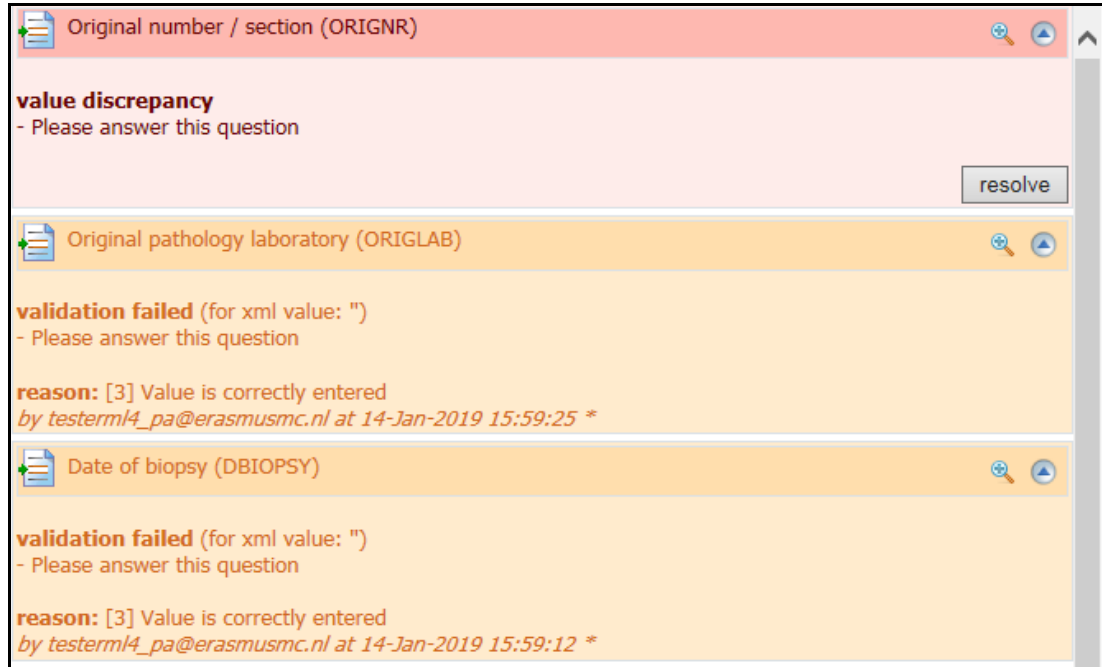 Original number / section (ORIGNR)
value discrepancy
- Please answer this question
resolve
Original pathology laboratory (ORIGLAB)
validation failed (for xml value: '')
- Please answer this question
reason: [3] Value is correctly entered
by testerml4_pa@erasmusmc.nl at 14-Jan-2019 15:59:25 *
Date of biopsy (DBIOPSY)
validation failed (for xml value: '')
- Please answer this question
reason: [3] Value is correctly entered
by testerml4_pa@erasmusmc.nl at 14-Jan-2019 15:59:12 *